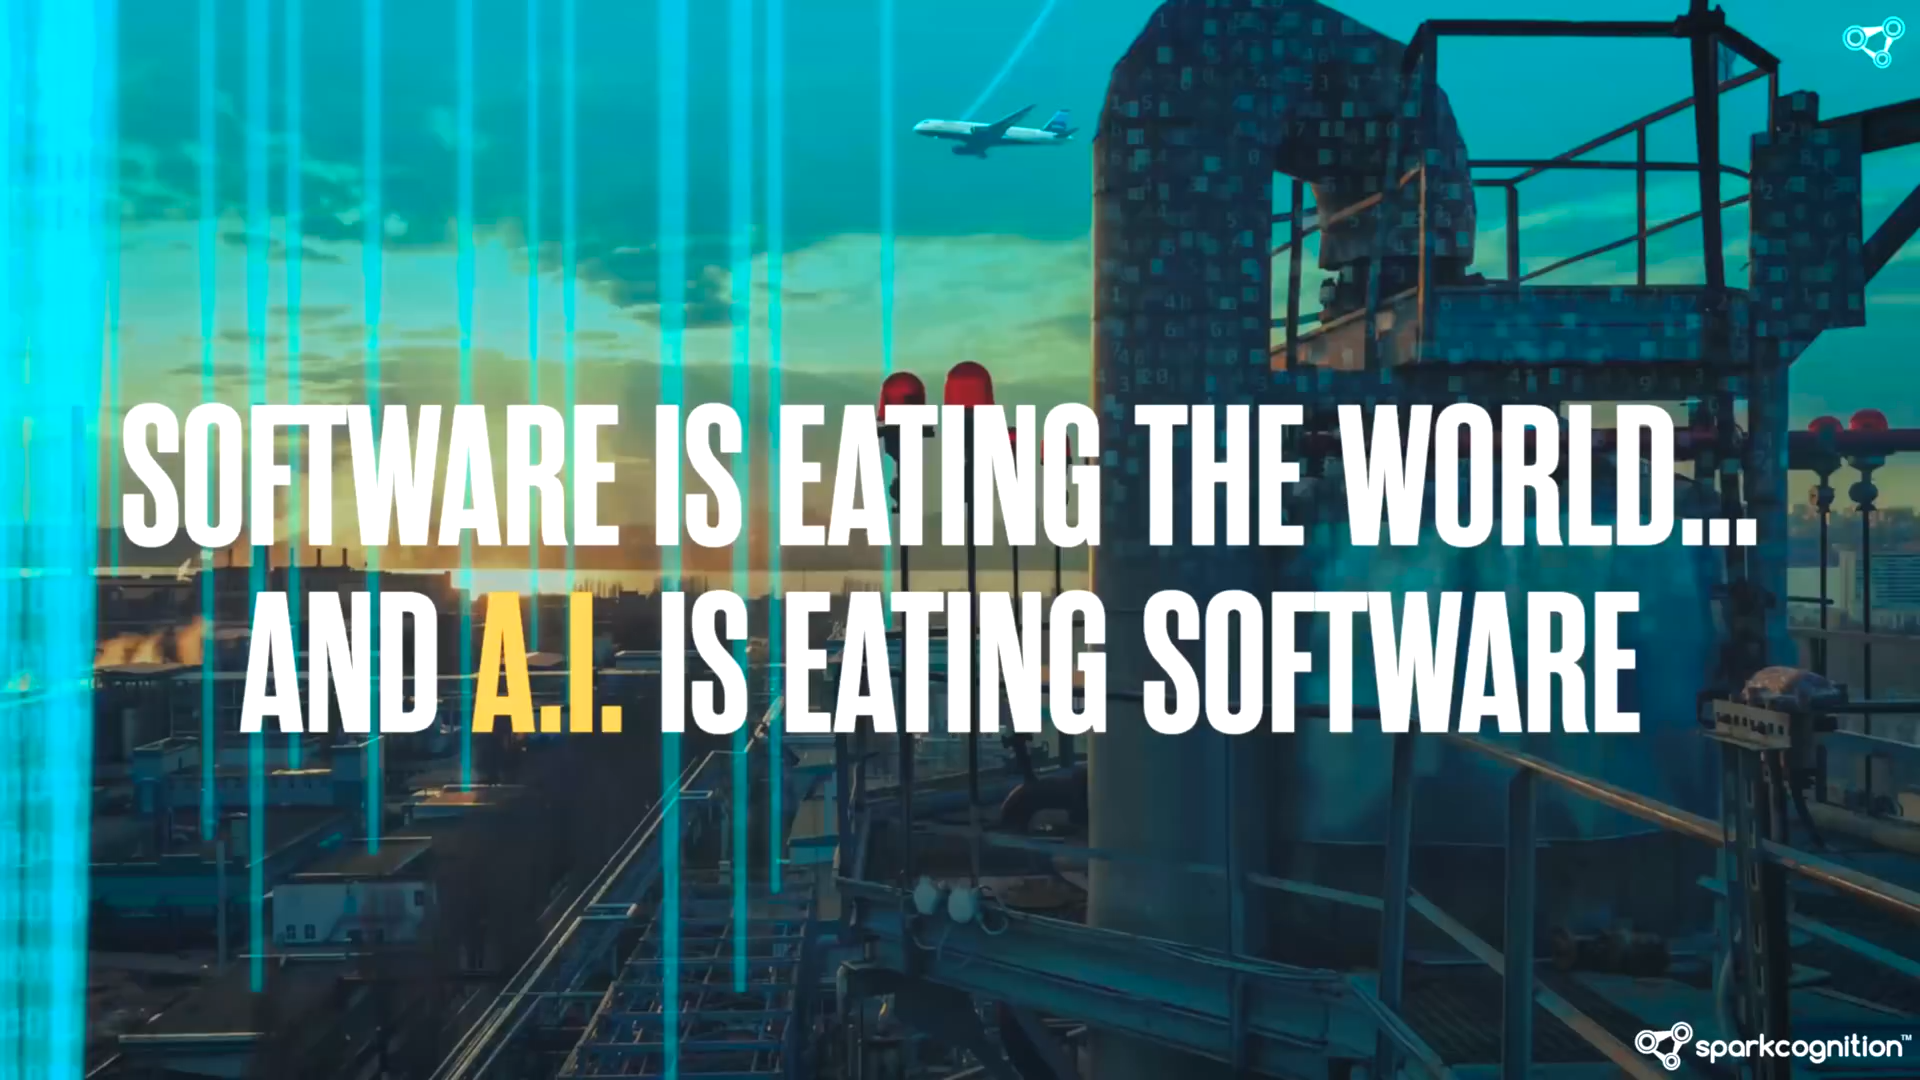 SOFTWARE IS EATING THE WORLD...
AND A.I. IS EATING SOFTWARE
sparkcognition™